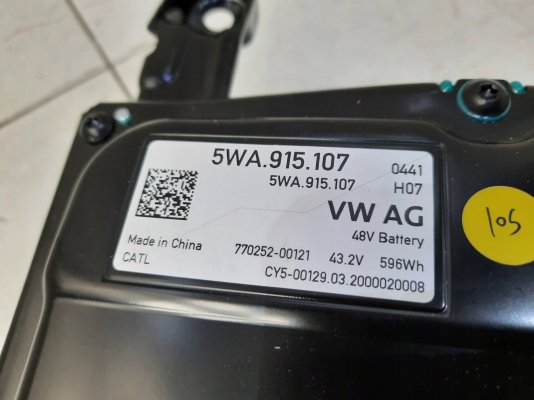 5WA.915.107
0441
5WA.915.107
H07
VW AG
48V Battery
Made in China
770252-00121 43.2V 596Wh
CATL
CY5-00129.03.2000020008
105